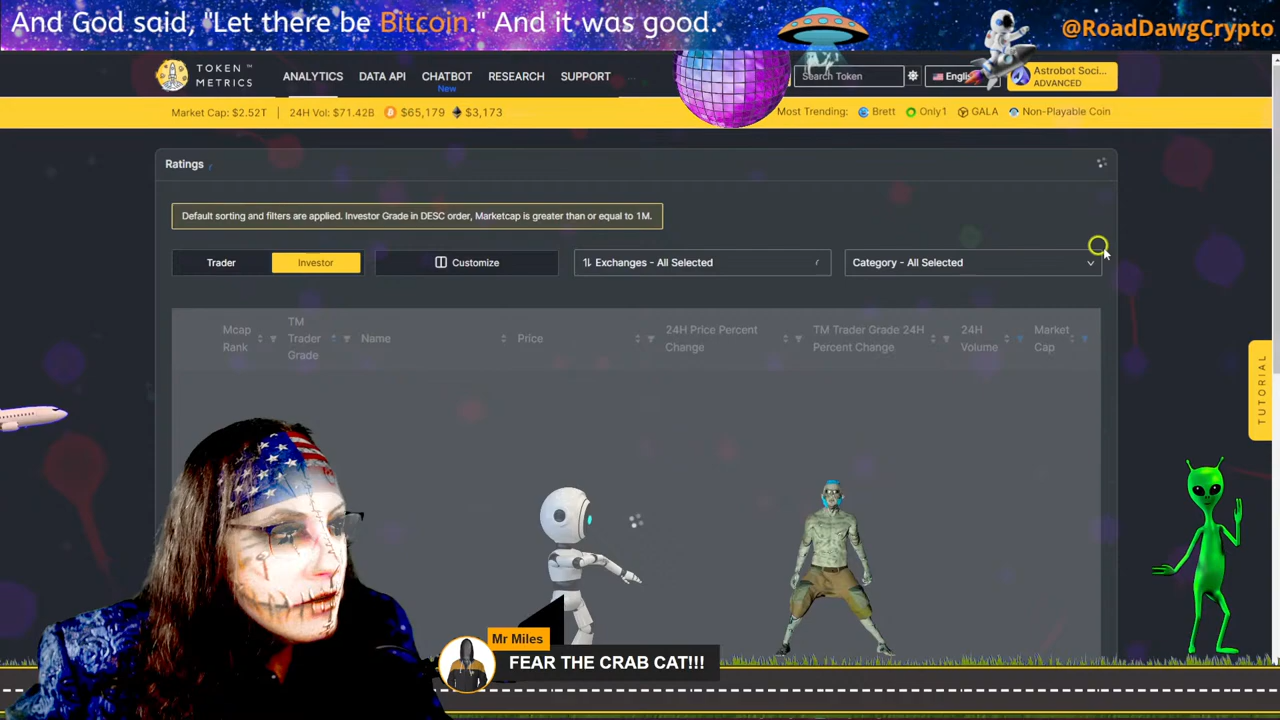 And God said, "Let there be Bitcoin." And it was good.
@RoadDawgCrypto
TOKEN METRICS™
ANALYTICS DATA API CHATBOT RESEARCH SUPPORT
New
Search Token
Astrobot Soci...
ADVANCED
Market Cap: $2.52T 24H Vol: $71.42B $65,179 $3,173 Most Trending: Brett Only1 GALA Non-Playable Coin
Ratings
Default sorting and filters are applied. Investor Grade in DESC order, Marketcap is greater than or equal to 1M.
Trader Investor Customize Exchanges - All Selected Category - All Selected
Mcap Rank TM Trader Grade Name Price 24H Price Percent Change TM Trader Grade 24H Percent Change 24H Volume Market Cap
TUTORIAL
Mr Miles
FEAR THE CRAB CAT!!!